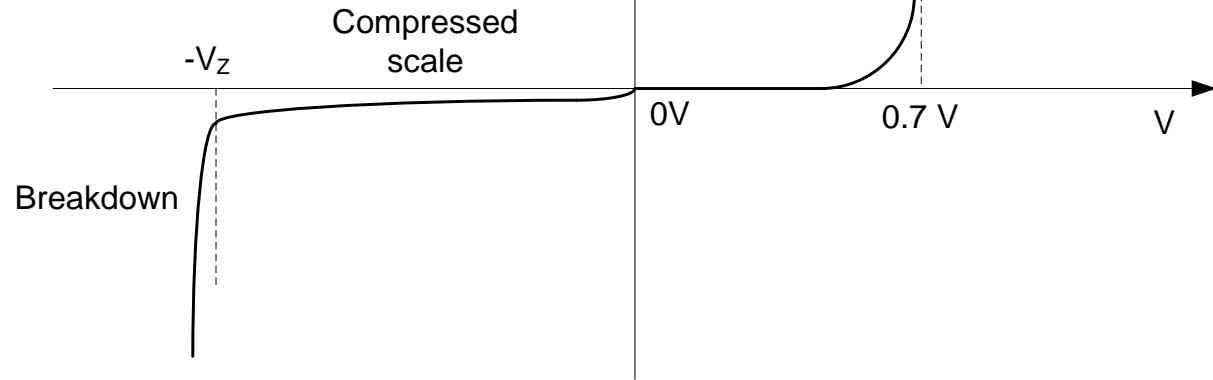 Compressed
scale
-VZ
0V
0.7 V
V
Breakdown